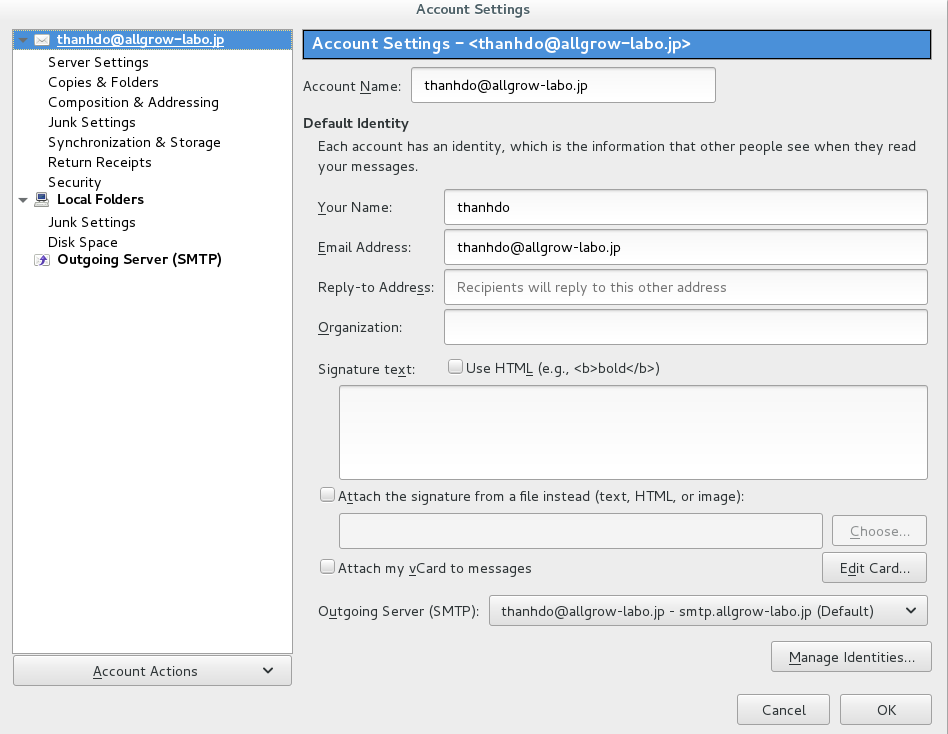 Account Settings
thanhdo@allgrow-labo.jp
Server Settings
Copies & Folders
Composition & Addressing
Junk Settings
Synchronization & Storage
Return Receipts
Security
Local Folders
Junk Settings
Disk Space
Outgoing Server (SMTP)
Account Actions
Account Settings - <thanhdo@allgrow-labo.jp>
Account Name: thanhdo@allgrow-labo.jp
Default Identity
Each account has an identity, which is the information that other people see when they read
your messages.
Your Name: thanhdo
Email Address: thanhdo@allgrow-labo.jp
Reply-to Address: Recipients will reply to this other address
Organization:
Signature text: Use HTML (e.g., <b>bold</b>)
Attach the signature from a file instead (text, HTML, or image):
Choose...
Attach my vCard to messages Edit Card...
Outgoing Server (SMTP): thanhdo@allgrow-labo.jp - smtp.allgrow-labo.jp (Default)
Manage Identities...
Cancel OK